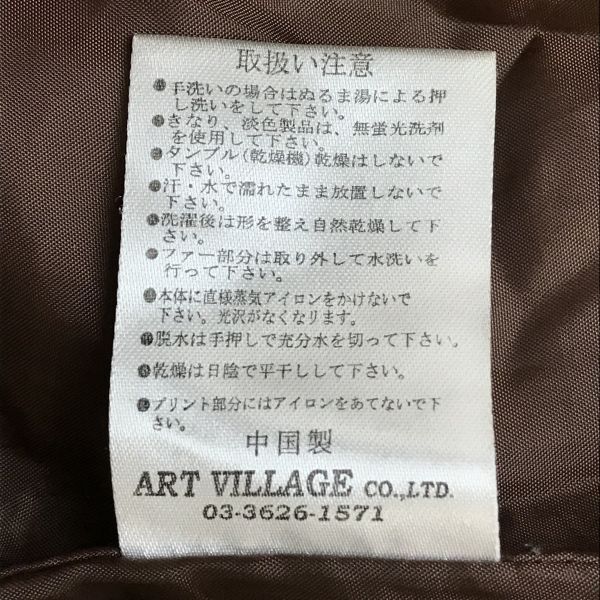 取扱い注意
●手洗いの場合はぬるま湯による押
し洗いをして下さい。
●きなり、淡色製品は、無蛍光洗剤
を使用して下さい。
●タンブル(乾燥機)乾燥はしないで
下さい。
●汗・水で濡れたまま放置しないで
下さい。
●洗濯後は形を整え自然乾燥して下
さい。
●ファー部分は取り外して水洗いを
行って下さい。
●本体に直様蒸気アイロンをかけないで
下さい。光沢がなくなリます。
●脱水は手押しで充分水を切って下さい。
●乾燥は日陰で平干しして下さい。
●プリント部分にはアイロンをあてないで下
さい。
中国製
ART VILLAGE CO.,LTD.
03-3626-1571